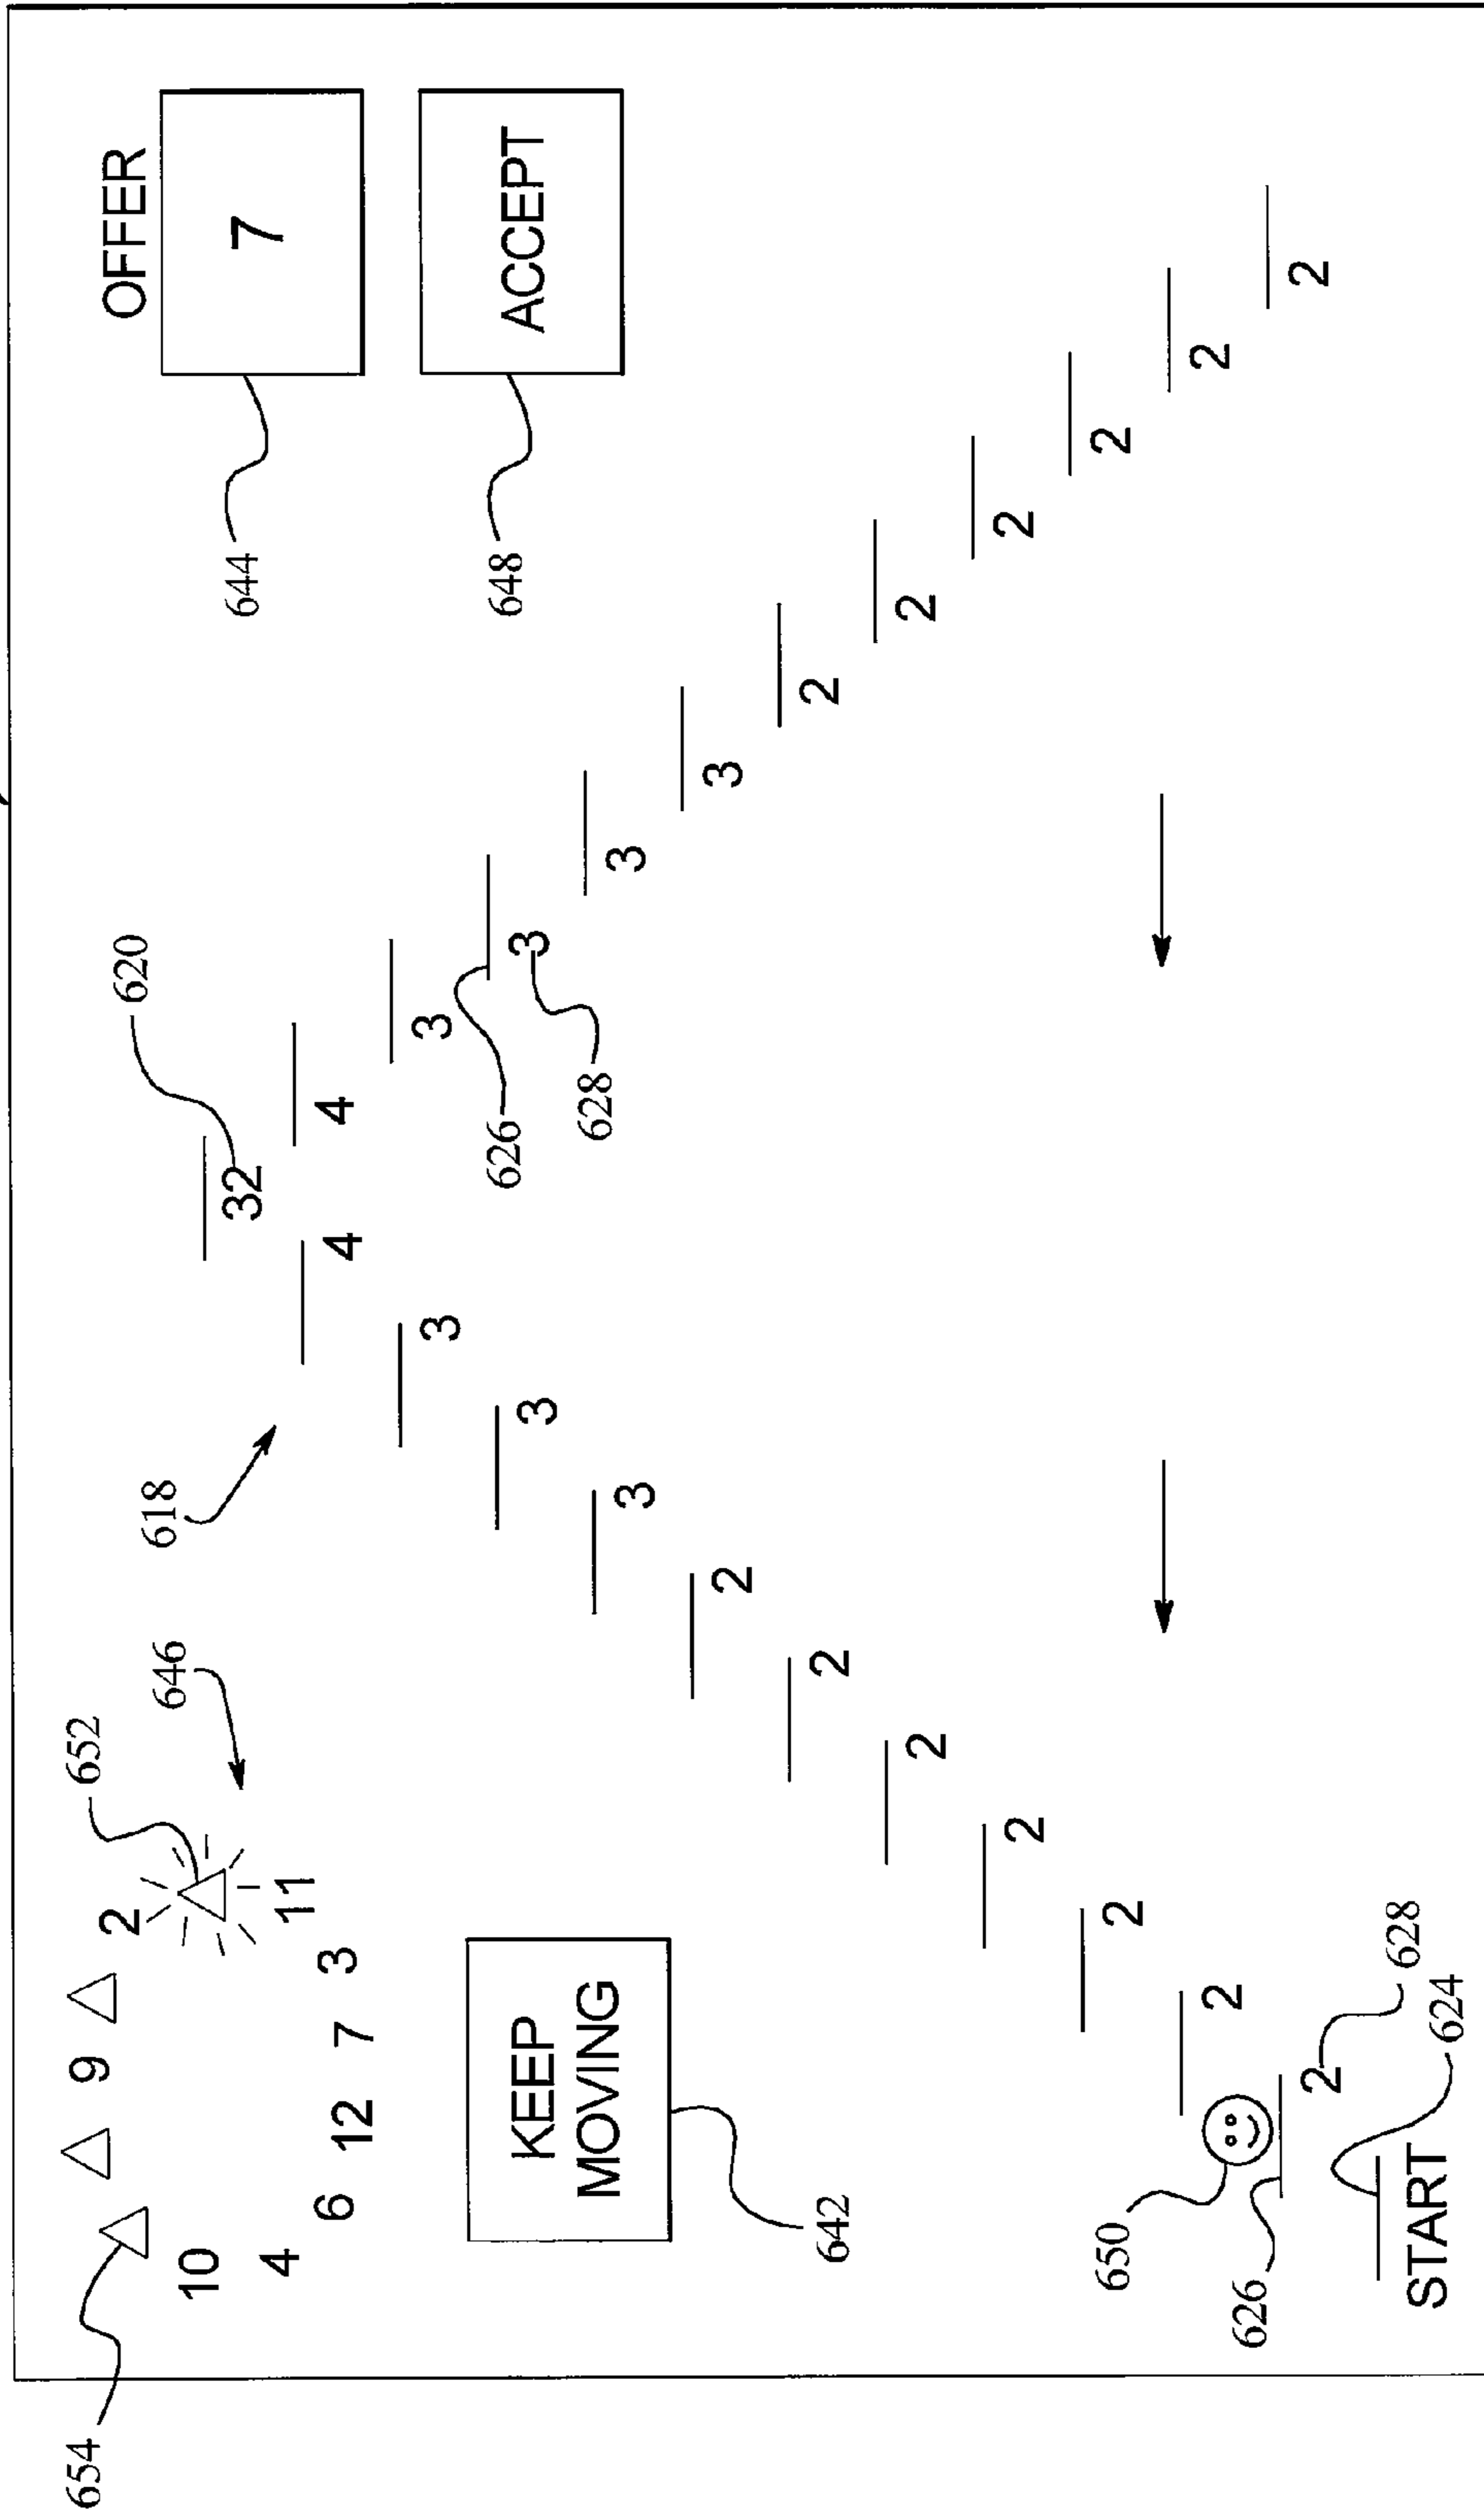 654 9 652
2 620 OFFER
646 618
10 32 644 7
4 11
6 12 7 3 4 4
3 3
626 648 ACCEPT
KEEP 3 3
MOVING 628
3 3
2 3
642 2 2
2 2
2 2
650 2 2
2 2
626 2 2
628
START 624